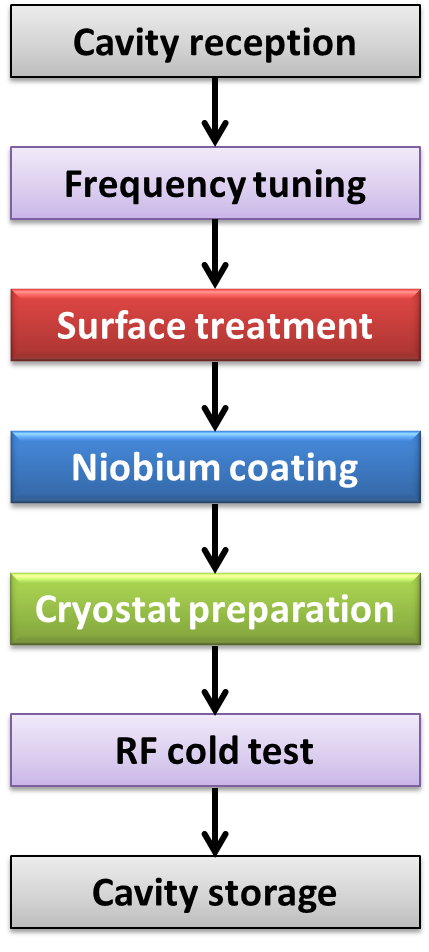 Cavity reception
Frequency tuning
Surface treatment
Niobium coating
Cryostat preparation
RF cold test
Cavity storage